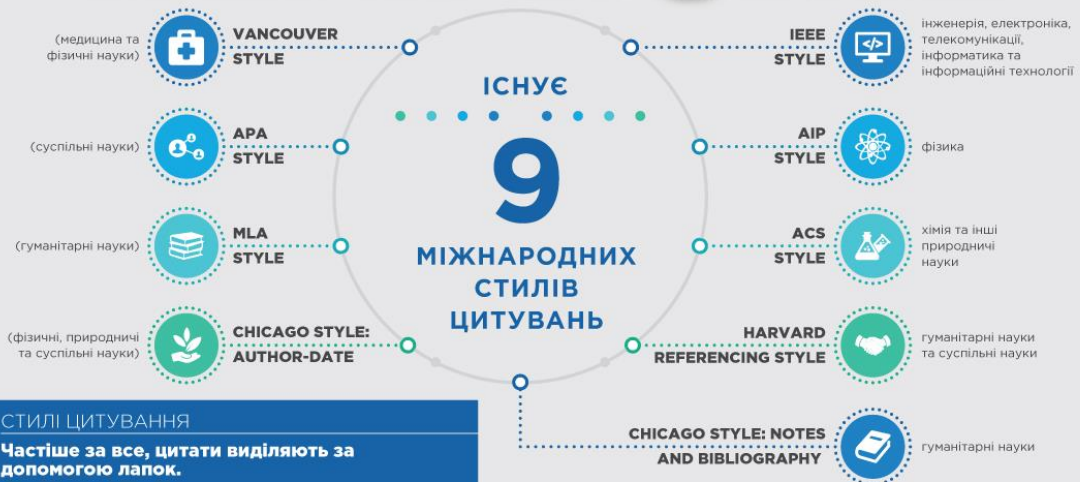 ІСНУЄ
9
МІЖНАРОДНИХ
СТИЛІВ
ЦИТУВАНЬ
(медицина та
фізичні науки)
VANCOUVER
STYLE
(суспільні науки)
APA
STYLE
(гуманітарні науки)
MLA
STYLE
(фізичні, природничі
та суспільні науки)
CHICAGO STYLE:
AUTHOR-DATE
IEEE
STYLE
інженерія, електроніка,
телекомунікації,
інформатика та
інформаційні технології
AIP
STYLE
фізика
ACS
STYLE
хімія та інші
природничі
науки
HARVARD
REFERENCING STYLE
гуманітарні науки
та суспільні науки
CHICAGO STYLE: NOTES
AND BIBLIOGRAPHY
гуманітарні науки
СТИЛІ ЦИТУВАННЯ
Частіше за все, цитати виділяють за
допомогою лапок.